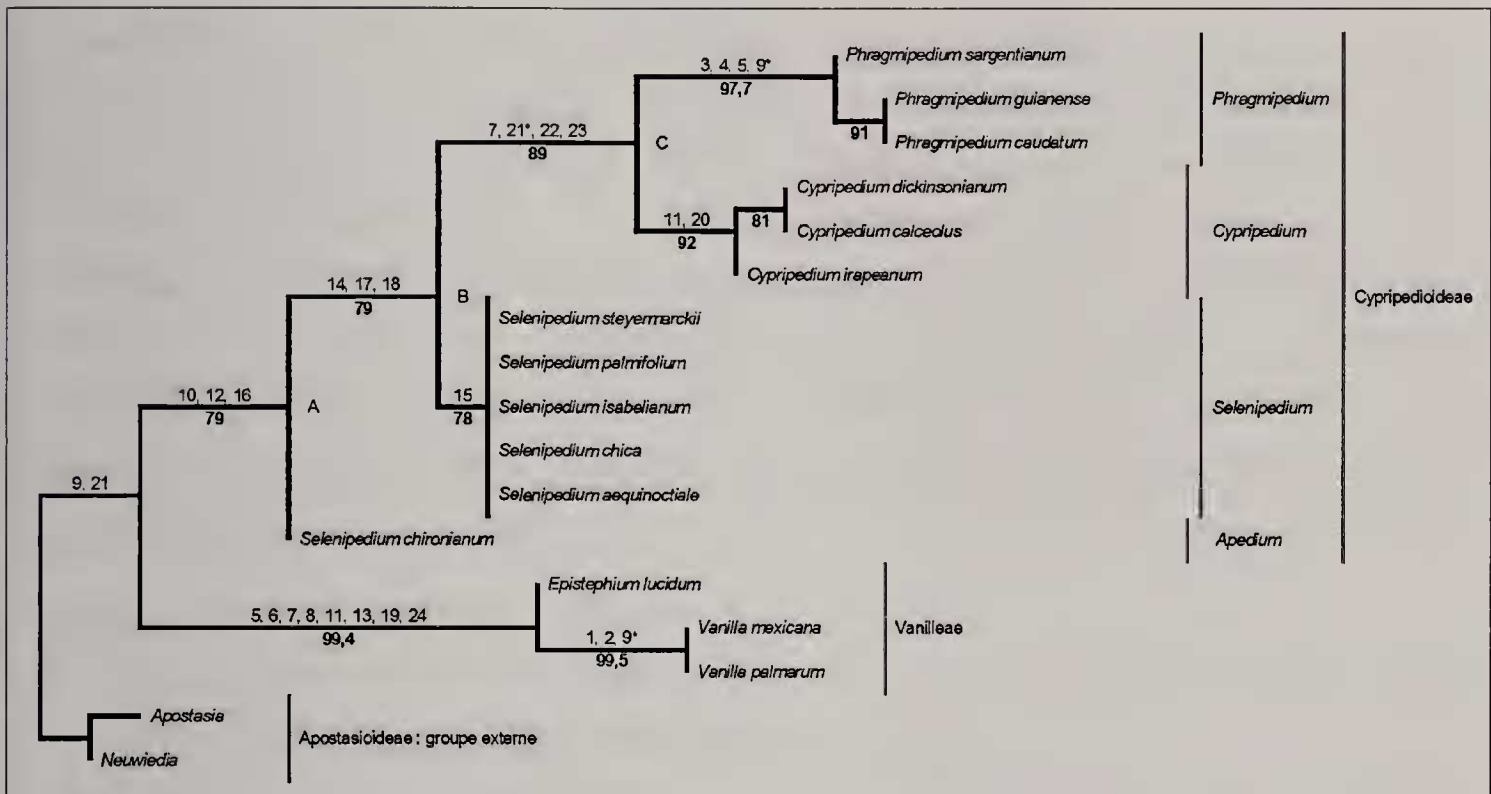 Phragmipedium sargentianum
3, 4, 5, 9*
97,7
Phragmipedium guianense
Phragmipedium
91
Phragmipedium caudatum
7, 21*, 22, 23
C
89
Cypripedium dickinsonianum
11, 20
81
Cypripedium calceolus
Cypripedium
92
Cypripedium irapeanum
14, 17, 18
B
79
Selenipedium steyermarckii
Cypripedioideae
Selenipedium palmifolium
10, 12, 16
A
15
Selenipedium isabelianum
Selenipedium
79
78
Selenipedium chica
9, 21
Selenipedium aequinoctiale
Selenipedium chironianum
Apedium
Epistephium lucidum
5, 6, 7, 8, 11, 13, 19, 24
Vanilla mexicana
Vanilleae
99,4
1, 2, 9*
99,5
Vanilla palmarum
Apostasia
Apostasioideae : groupe externe
Neuwiedia